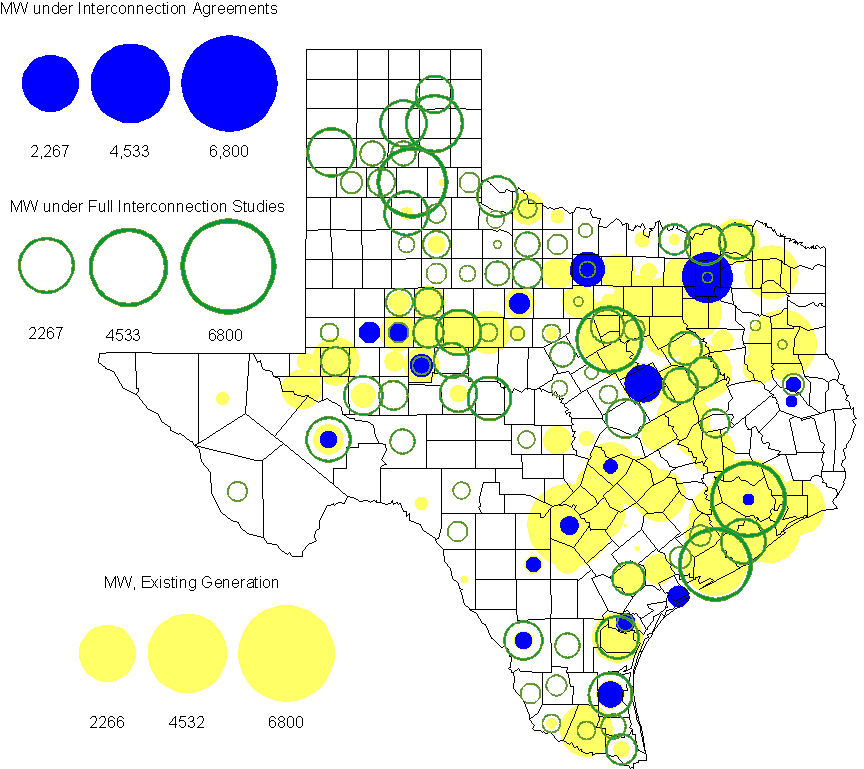 MW under Interconnection Agreements
2,267 4,533 6,800
MW under Full Interconnection Studies
2267 4533 6800
MW, Existing Generation
2266 4532 6800